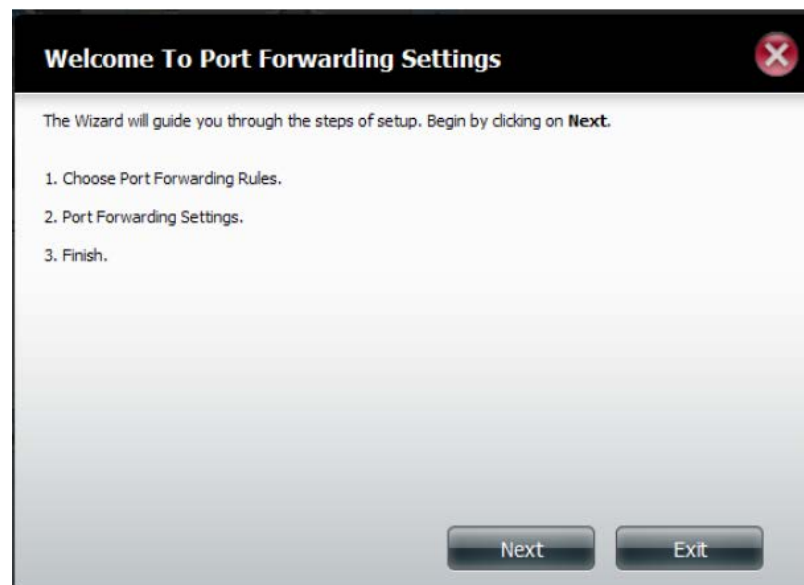 Welcome To Port Forwarding Settings
The Wizard will guide you through the steps of setup. Begin by clicking on Next.
1. Choose Port Forwarding Rules.
2. Port Forwarding Settings.
3. Finish.
Next
Exit